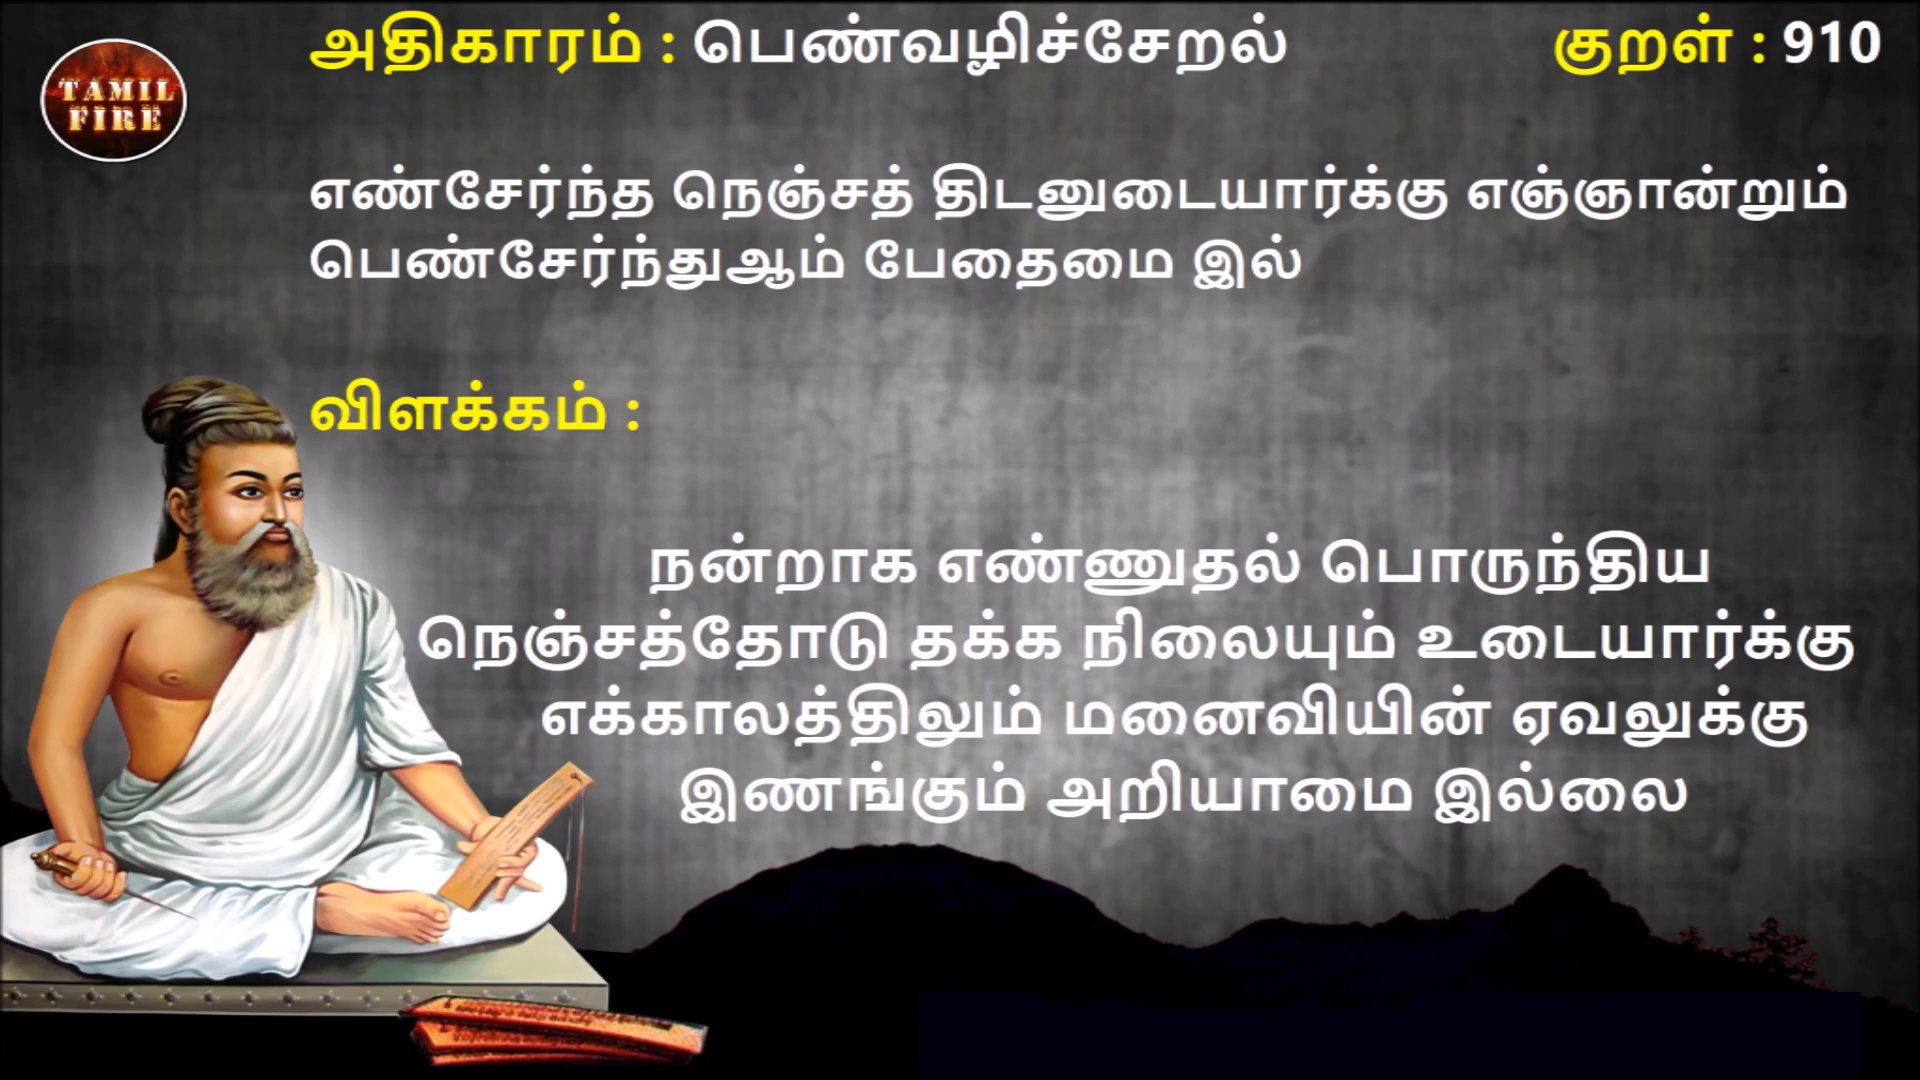 அதிகாரம் : பெண்வழிச்சேறல் குறள் : 910
TAMIL
FIRE
எண்சேர்ந்த நெஞ்சத் திடனுடையார்க்கு எஞ்ஞான்றும்
பெண்சேர்ந்துஆம் பேதைமை இல்
விளக்கம் :
நன்றாக எண்ணுதல் பொருந்திய
நெஞ்சத்தோடு தக்க நிலையும் உடையார்க்கு
எக்காலத்திலும் மனைவியின் ஏவலுக்கு
இணங்கும் அறியாமை இல்லை